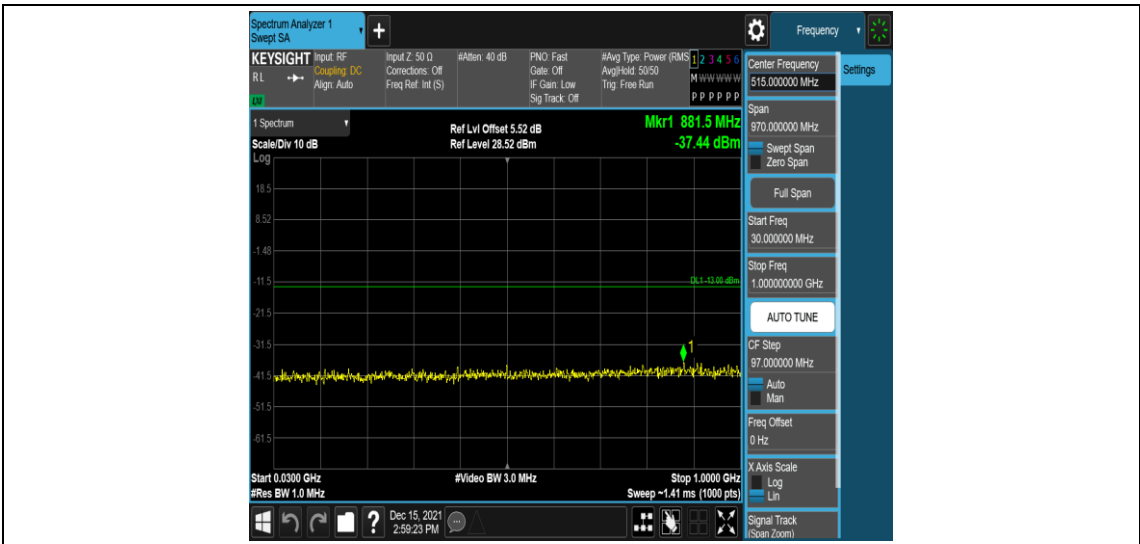 Spectrum Analyzer 1
Swept SA
+
Frequency
KEYSIGHT
RL
Input: RF
Coupling: DC
Align: Auto
Input Z: 50 Ω
Corrections: Off
Freq Ref: Int (S)
#Atten: 40 dB
PNO: Fast
Gate: Off
IF Gain: Low
Sig Track: Off
#Avg Type: Power (RMS
Avg|Hold: 50/50
Trig: Free Run
1 2 3 4 5 6
M W W W W W
P P P P P P
1 Spectrum
Scale/Div 10 dB
Log
Ref Lvl Offset 5.52 dB
Ref Level 28.52 dBm
Mkr1 881.5 MHz
-37.44 dBm
18.5
8.52
-1.48
-11.5
-21.5
-31.5
-41.5
-51.5
-61.5
DL1 -13.00 dBm
1
Start 0.0300 GHz
#Res BW 1.0 MHz
#Video BW 3.0 MHz
Stop 1.0000 GHz
Sweep ~1.41 ms (1000 pts)
Dec 15, 2021
2:59:23 PM
Center Frequency
515.000000 MHz
Settings
Span
970.000000 MHz
Swept Span
Zero Span
Full Span
Start Freq
30.000000 MHz
Stop Freq
1.000000000 GHz
AUTO TUNE
CF Step
97.000000 MHz
Auto
Man
Freq Offset
0 Hz
X Axis Scale
Log
Lin
Signal Track
(Span Zoom)